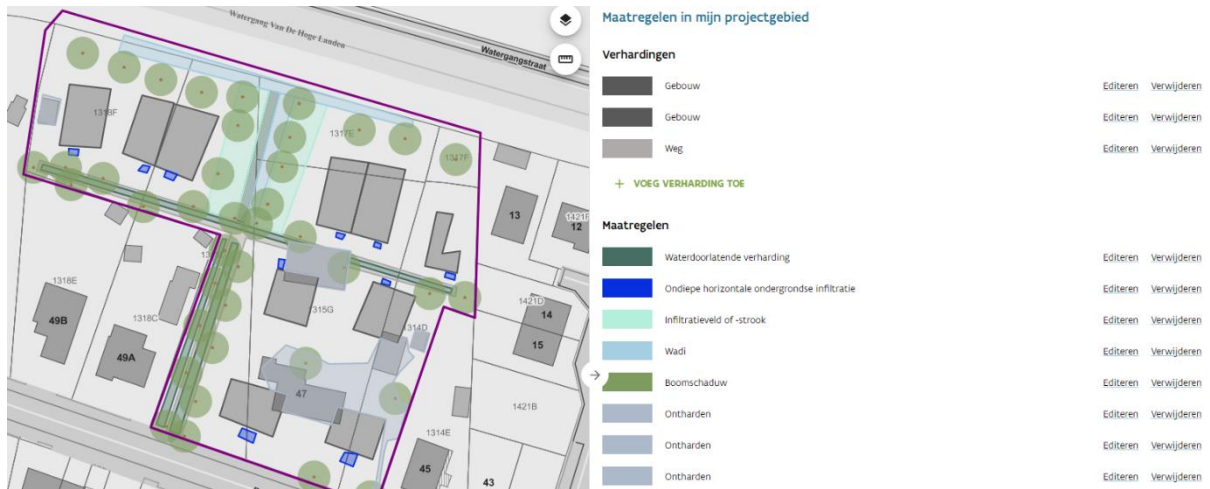 Watergang Van De Hoge Landen
Watergangstraat
1318F
1317E
1317F
13
1421F
12
1318E
1318C
49B
49A
1315G
1314D
1421D
14
15
47
1421B
1314E
45
43
Maatregelen in mijn projectgebied
Verhardingen
Gebouw Editeren Verwijderen
Gebouw Editeren Verwijderen
Weg Editeren Verwijderen
+ VOEG VERHARDING TOE
Maatregelen
Waterdoorlatende verharding Editeren Verwijderen
Ondiepe horizontale ondergrondse infiltratie Editeren Verwijderen
Infiltratieveld of -strook Editeren Verwijderen
Wadi Editeren Verwijderen
Boomschaduw Editeren Verwijderen
Ontharden Editeren Verwijderen
Ontharden Editeren Verwijderen
Ontharden Editeren Verwijderen